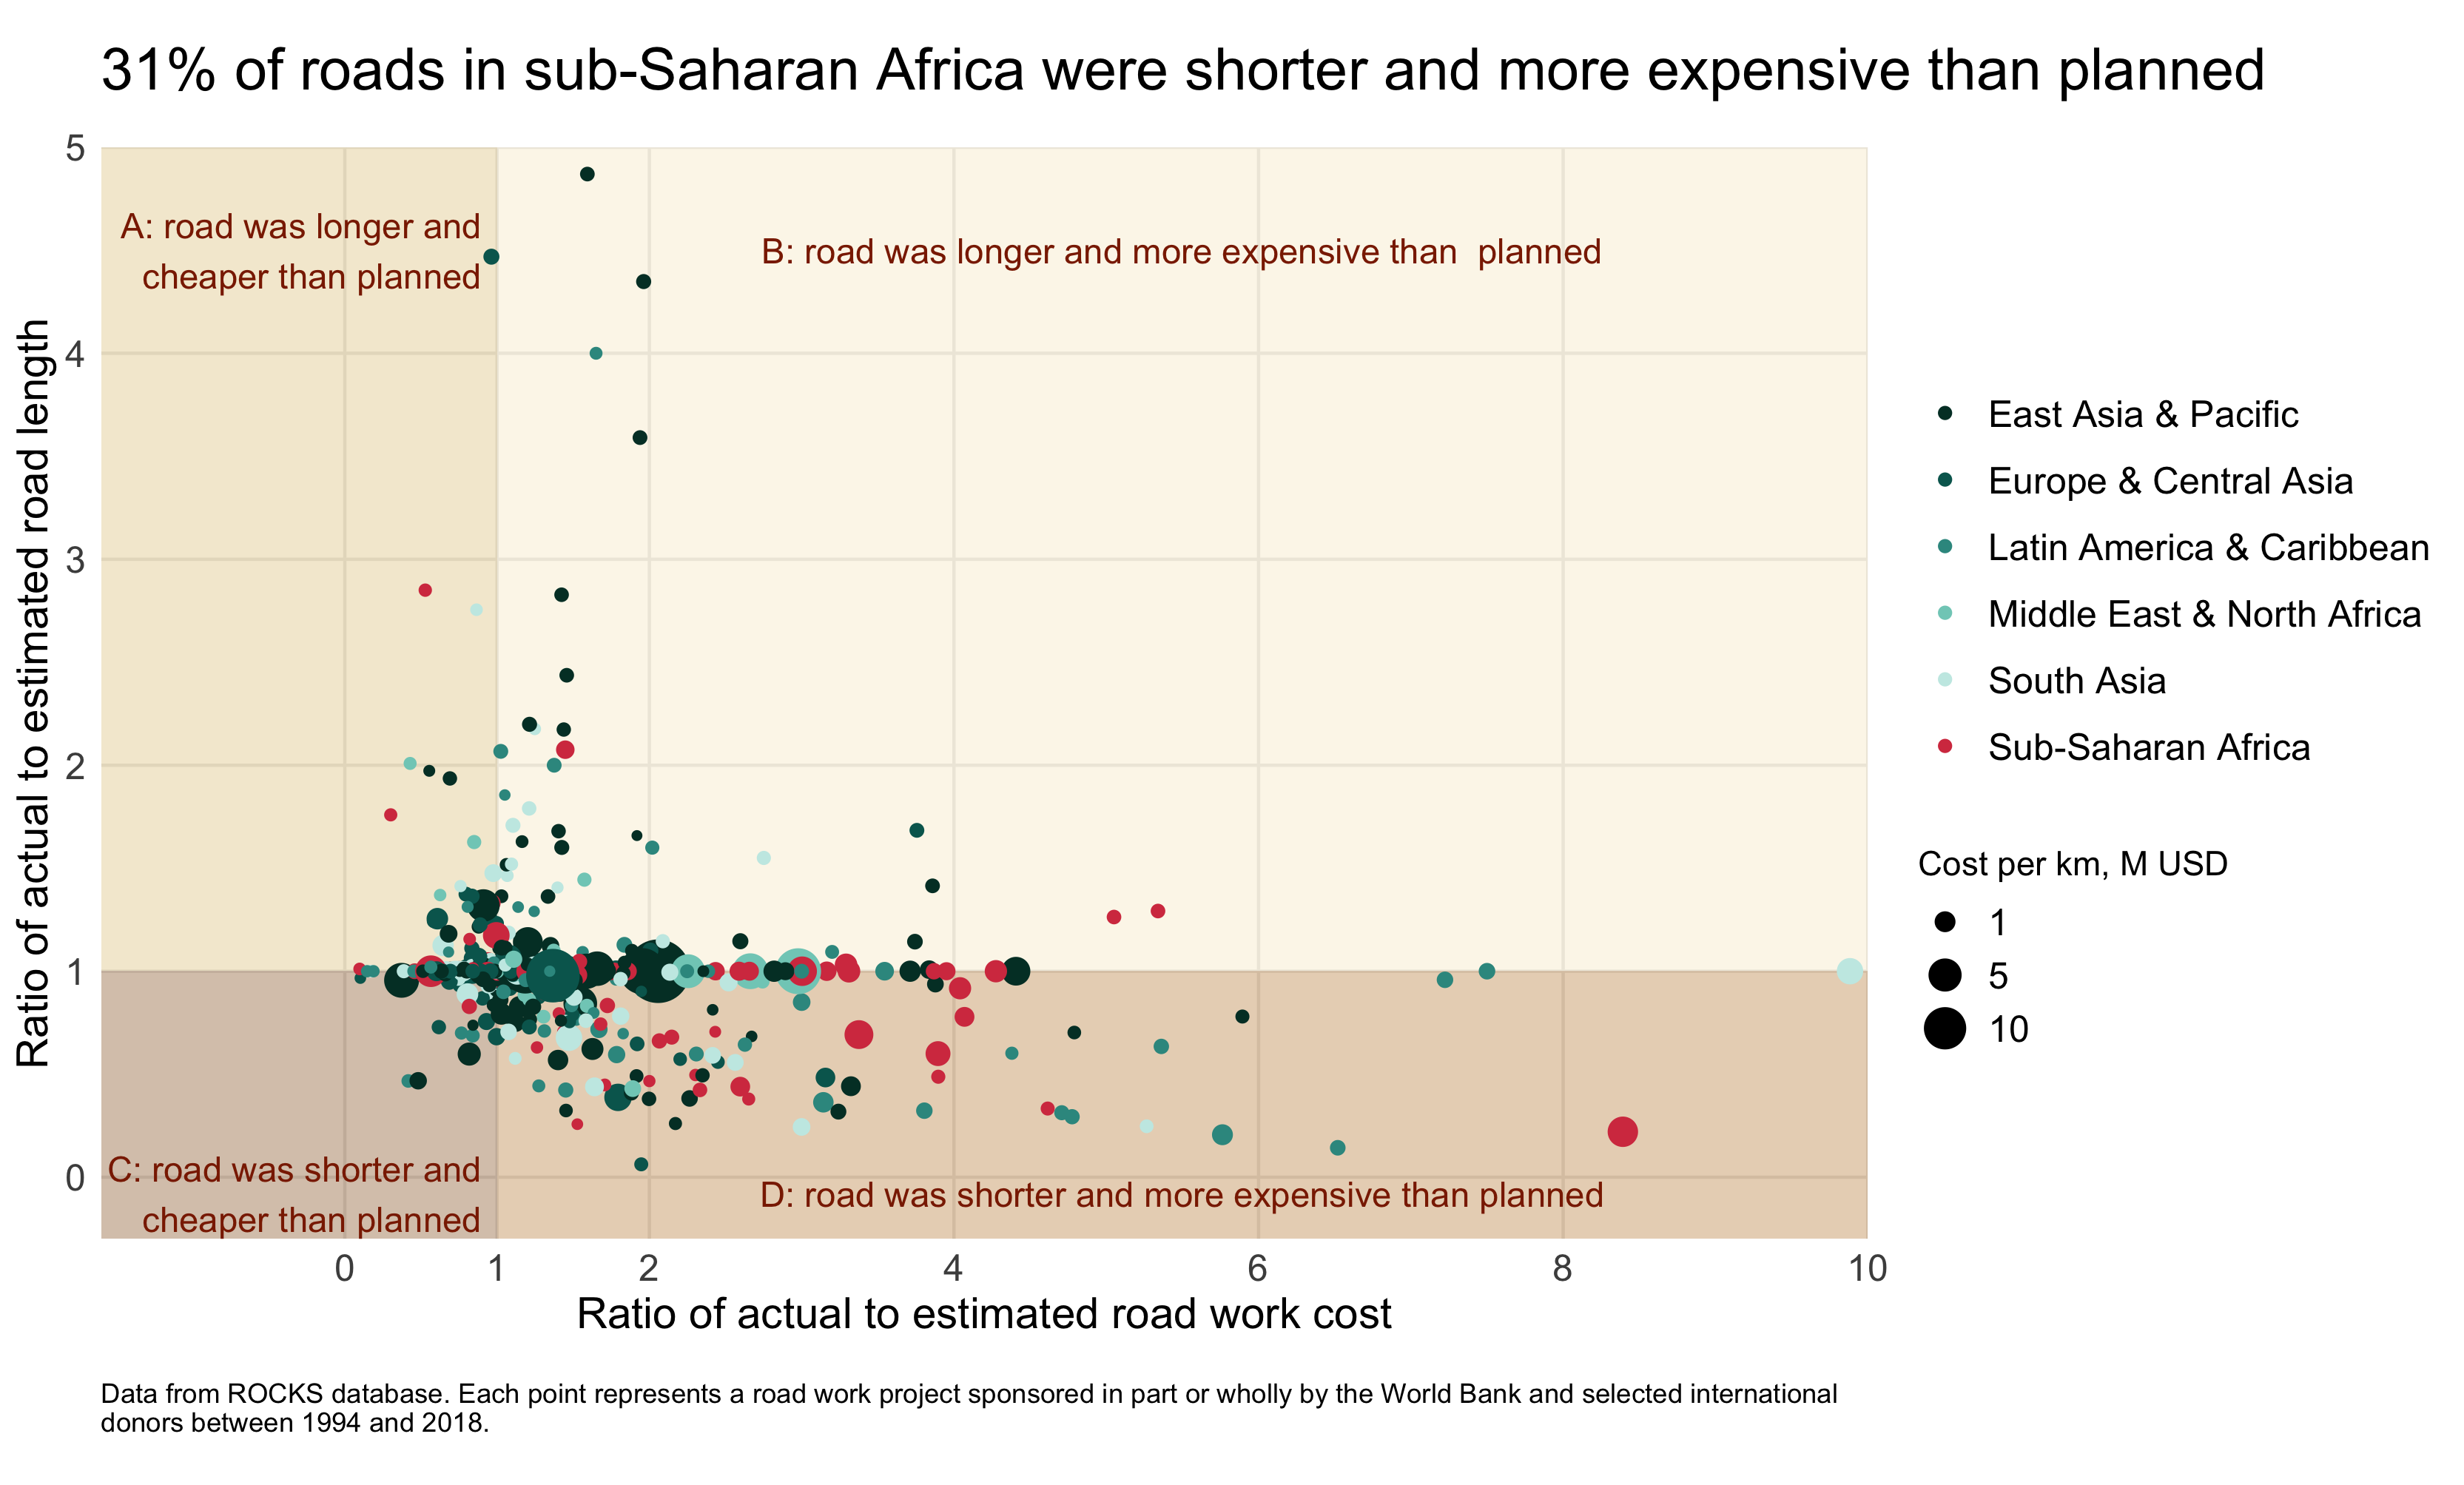 31% of roads in sub-Saharan Africa were shorter and more expensive than planned
Ratio of actual to estimated road length
5
4
3
2
1
0
A: road was longer and
cheaper than planned
B: road was longer and more expensive than  planned
C: road was shorter and
cheaper than planned
D: road was shorter and more expensive than planned
0
1
2
4
6
8
10
Ratio of actual to estimated road work cost
East Asia & Pacific
Europe & Central Asia
Latin America & Caribbean
Middle East & North Africa
South Asia
Sub-Saharan Africa
Cost per km, M USD
1
5
10
Data from ROCKS database. Each point represents a road work project sponsored in part or wholly by the World Bank and selected international
donors between 1994 and 2018.